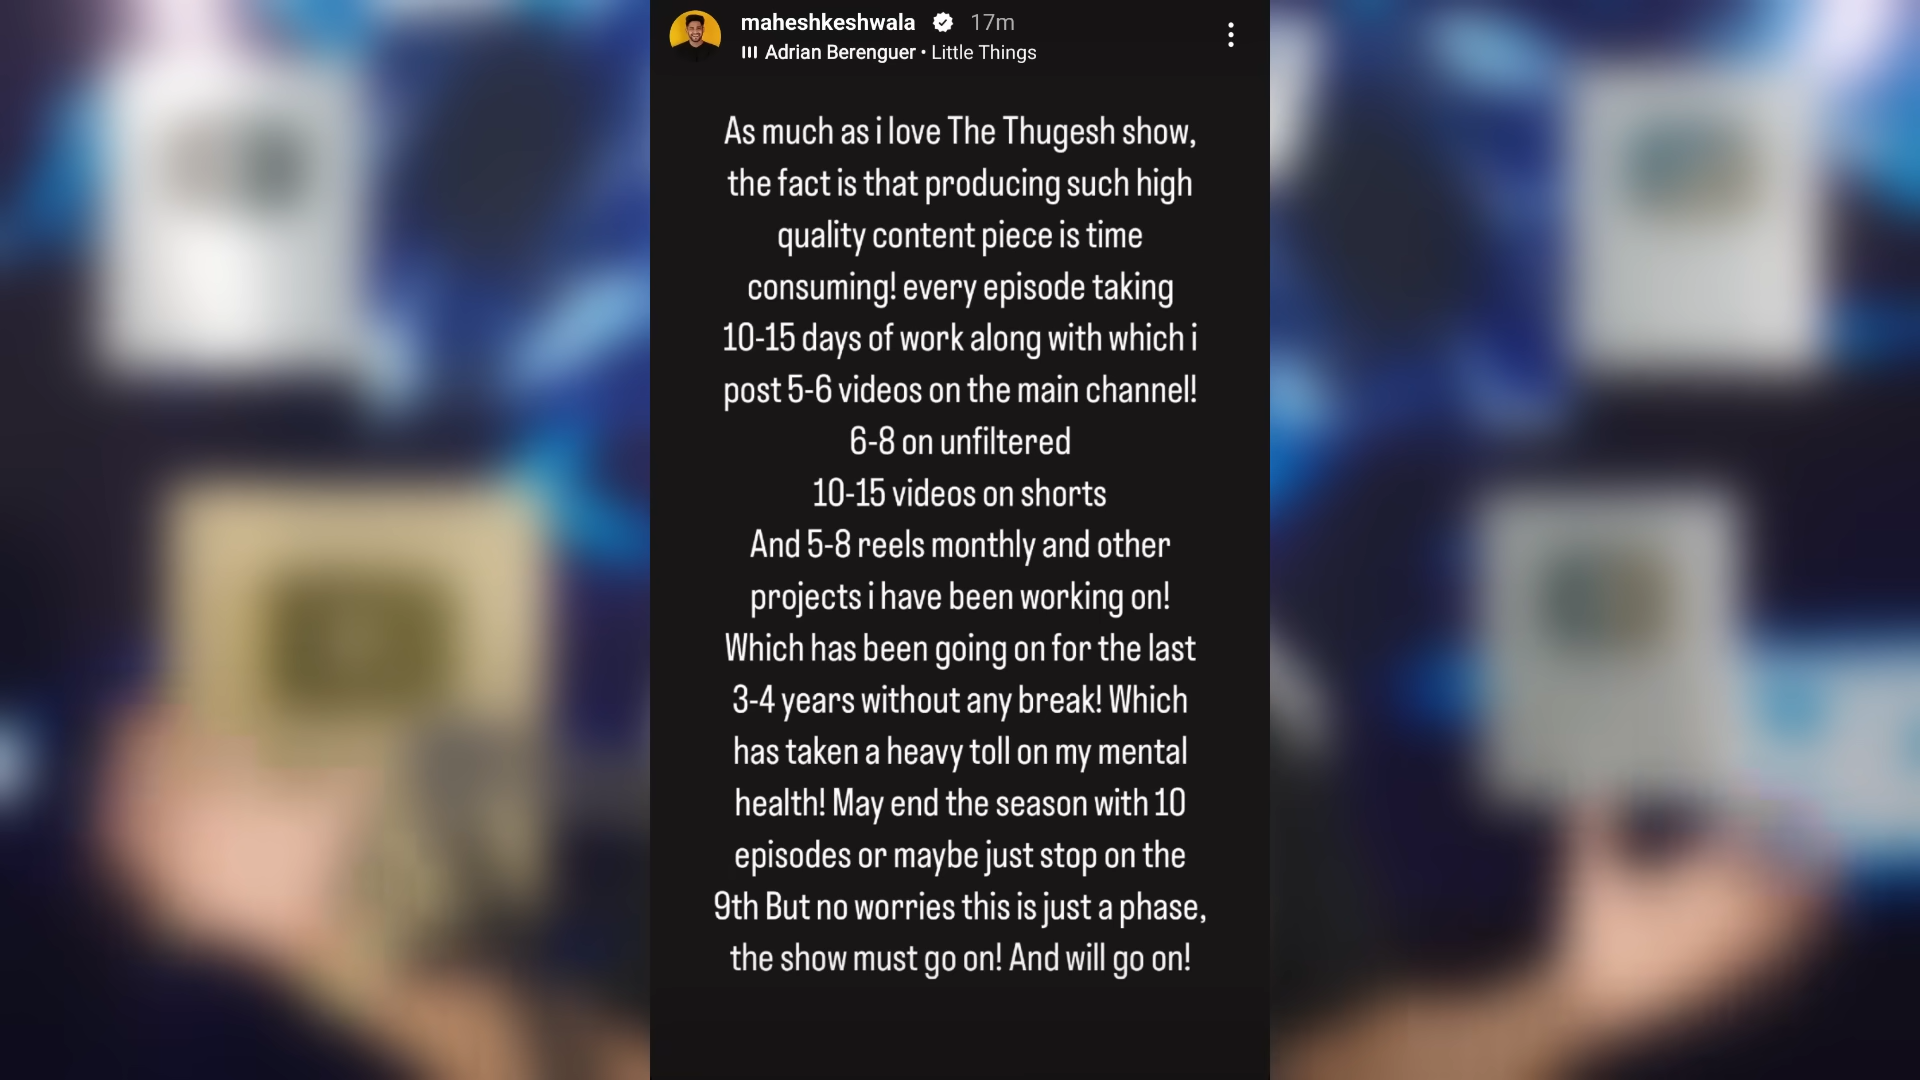 maheshkeshwala 17m
Adrian Berenguer • Little Things
As much as i love The Thugesh show,
the fact is that producing such high
quality content piece is time
consuming! every episode taking
10-15 days of work along with which i
post 5-6 videos on the main channel!
6-8 on unfiltered
10-15 videos on shorts
And 5-8 reels monthly and other
projects i have been working on!
Which has been going on for the last
3-4 years without any break! Which
has taken a heavy toll on my mental
health! May end the season with 10
episodes or maybe just stop on the
9th But no worries this is just a phase,
the show must go on! And will go on!